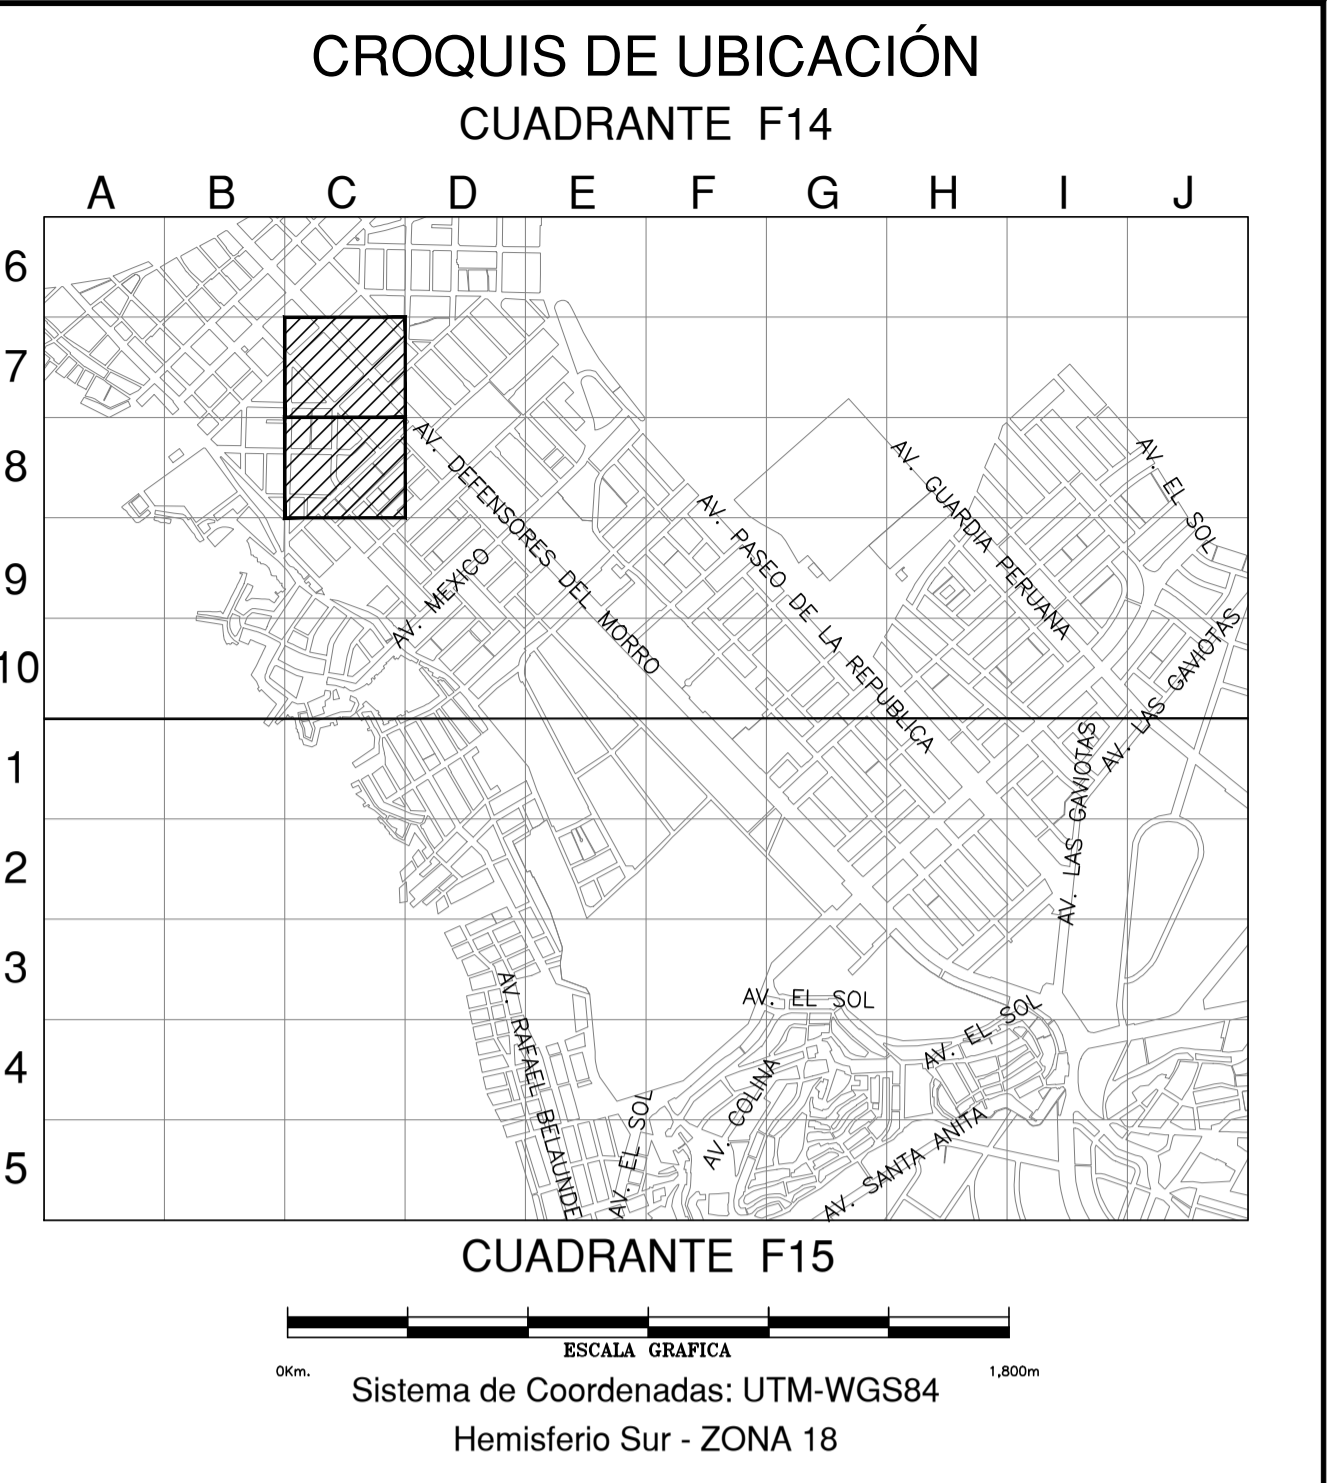 CROQUIS DE UBICACIÓN
CUADRANTE F14
A B C D E F G H I J
6
7
8
9
10
1
2
3
4
5
AV. DEFENSORES DEL MORRO
AV. MEXICO
AV. PASEO DE LA REPUBLICA
AV. GUARDIA PERUANA
AV. EL SOL
AV. LAS GAVIOTAS
AV. LAS GAVIOTAS
AV. EL SOL
AV. EL SOL
AV. RAFAEL BELAUNDE
AV. EL SOL
AV. COLINA
AV. SANTA ANITA
CUADRANTE F15
ESCALA GRAFICA
0Km.
1,800m
Sistema de Coordenadas: UTM-WGS84
Hemisferio Sur - ZONA 18